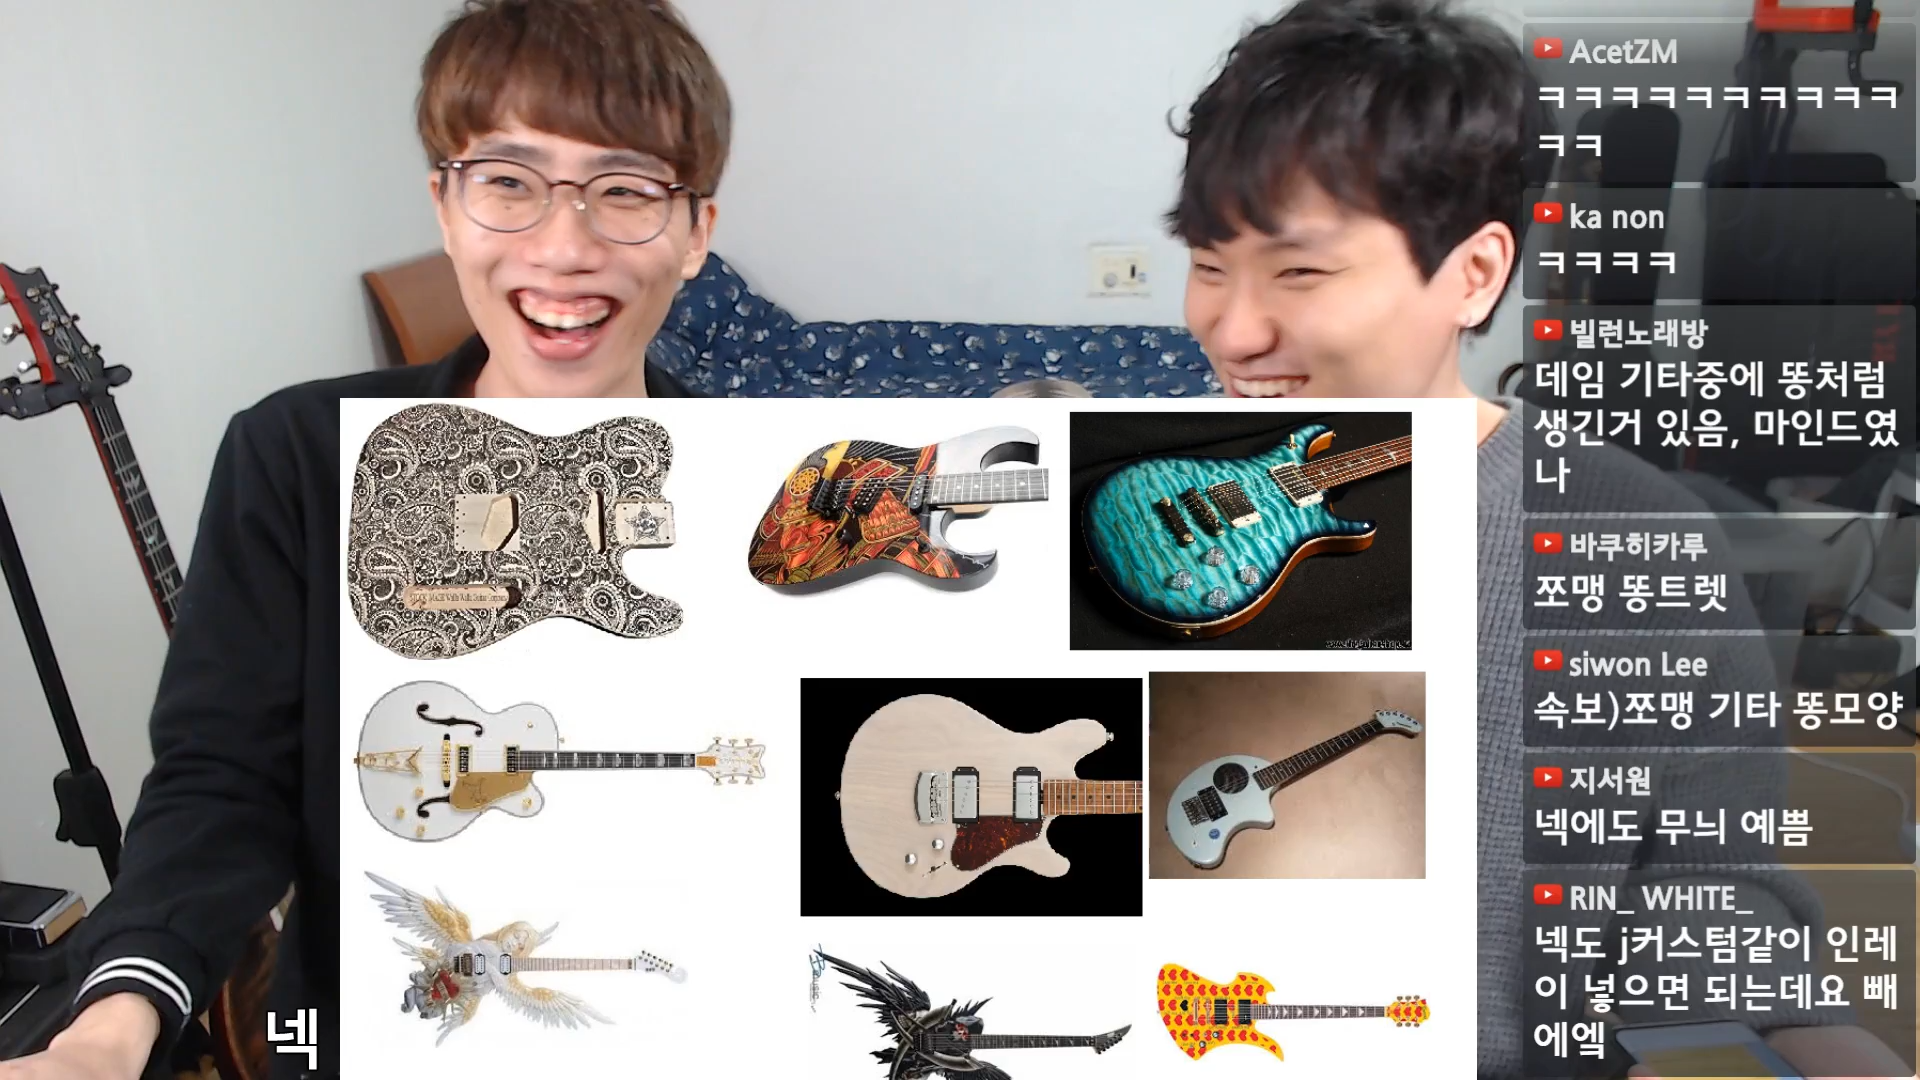 AcetZM
ㅋㅋㅋㅋㅋㅋㅋㅋㅋㅋ
ㅋㅋ
ka non
ㅋㅋㅋㅋ
빌런노래방
데임 기타중에 똥처럼
생긴거 있음, 마인드였
나
바쿠히카루
쪼맹 똥트렛
siwon Lee
속보)쪼맹 기타 똥모양
지서원
넥에도 무늬 예쁨
RIN_ WHITE_
넥도 j커스텀같이 인레
이 넣으면 되는데요 빼
에엨
넥